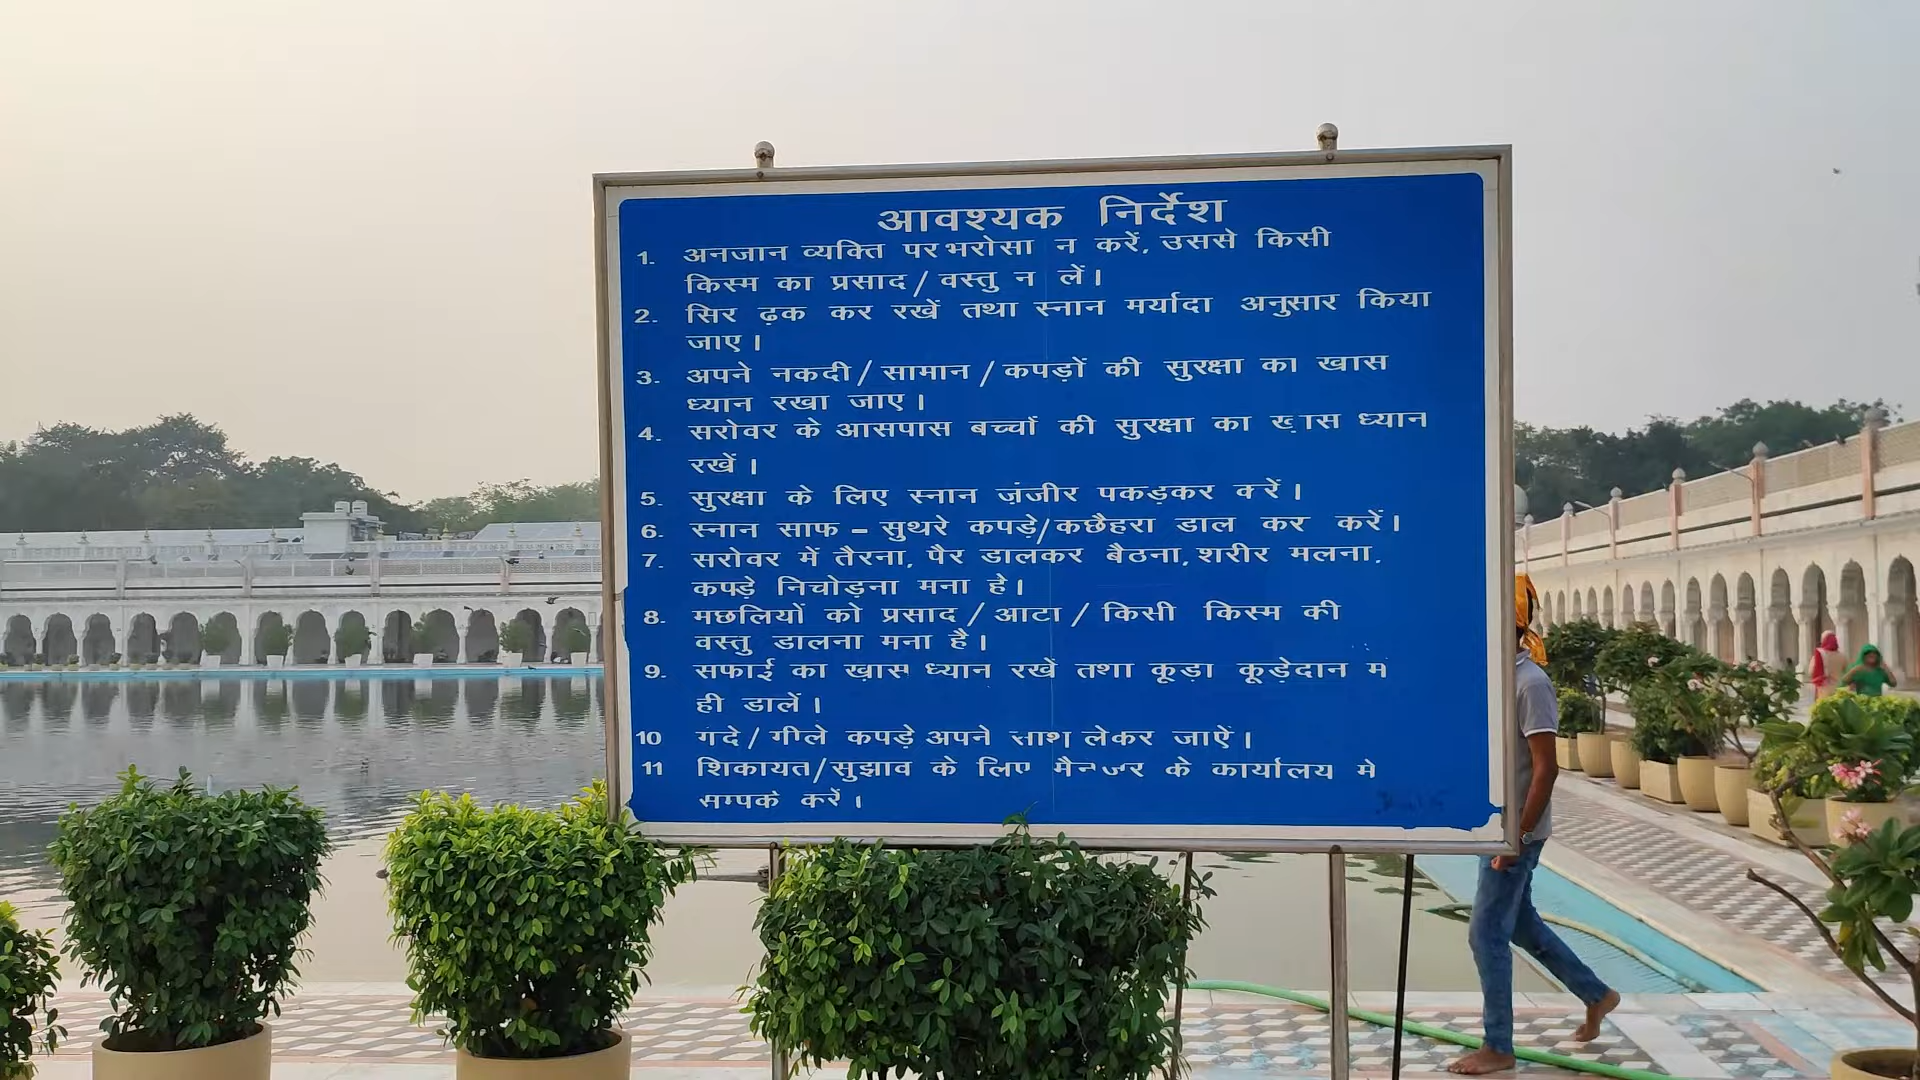 आवश्यक निर्देश
1. अनजान व्यक्ति पर भरोसा न करें, उससे किसी
किस्म का प्रसाद / वस्तु न लें।
2. सिर ढ़क कर रखें तथा स्नान मर्यादा अनुसार किया
जाए।
3. अपने नकदी / सामान / कपड़ों की सुरक्षा का खास
ध्यान रखा जाए।
4. सरोवर के आसपास बच्चों की सुरक्षा का ख़ास ध्यान
रखें।
5. सुरक्षा के लिए स्नान ज़ंजीर पकड़कर करें।
6. स्नान साफ – सुथरे कपड़े/कछैहरा डाल कर करें।
7. सरोवर में तैरना, पैर डालकर बैठना, शरीर मलना,
कपड़े निचोड़ना मना है।
8. मछलियों को प्रसाद / आटा / किसी किस्म की
वस्तु डालना मना है।
9. सफाई का ख़ास ध्यान रखें तथा कूड़ा कूड़ेदान में
ही डालें।
10 गंदे / गीले कपड़े अपने साथ लेकर जाऐं।
11 शिकायत/सुझाव के लिए मैनेजर के कार्यालय में
सम्पर्क करें।